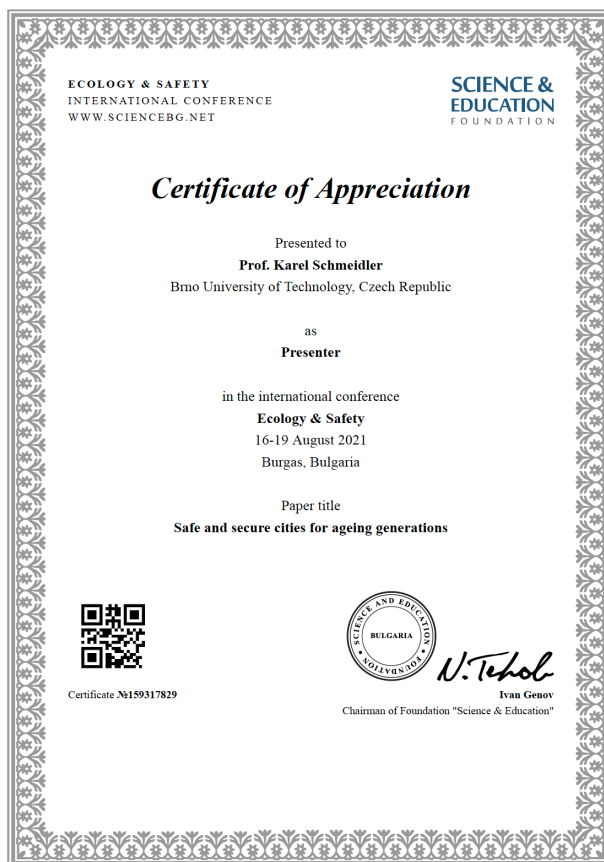 ECOLOGY & SAFETY
INTERNATIONAL CONFERENCE
WWW.SCIENCEBG.NET
SCIENCE &
EDUCATION
FOUNDATION
Certificate of Appreciation
Presented to
Prof. Karel Schmeidler
Brno University of Technology, Czech Republic
as
Presenter
in the international conference
Ecology & Safety
16-19 August 2021
Burgas, Bulgaria
Paper title
Safe and secure cities for ageing generations
SCIENCE AND EDUCATION
BULGARIA
• FOUNDATION •
Certificate №159317829
Ivan Genov
Chairman of Foundation "Science & Education"